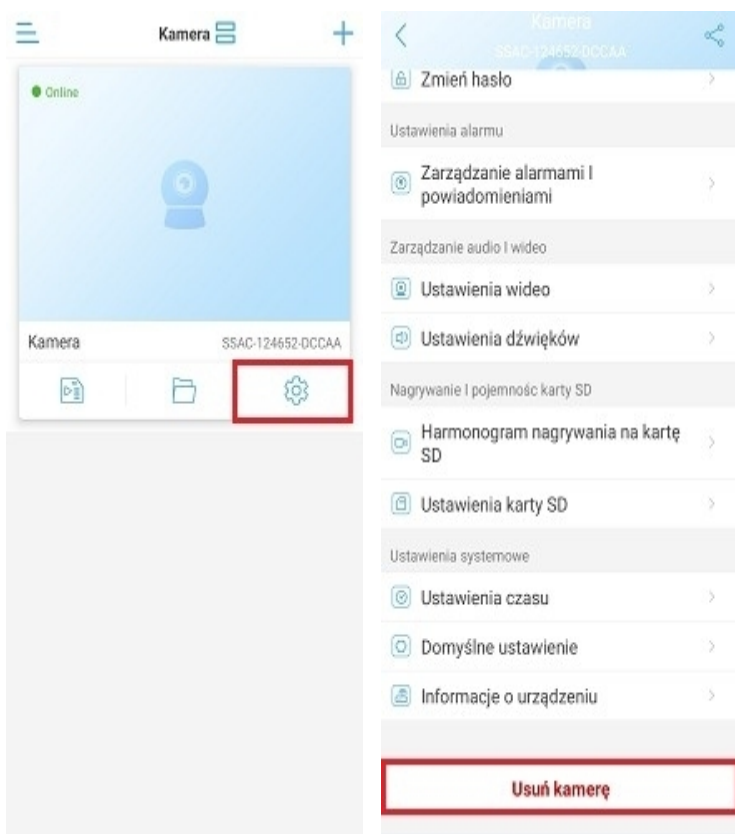 Kamera
Online
Kamera
SSAC-124652-DCCAA
Kamera
SSAC-124652-DCCAA
Zmień hasło
Ustawienia alarmu
Zarządzanie alarmami I
powiadomieniami
Zarządzanie audio I wideo
Ustawienia wideo
Ustawienia dźwięków
Nagrywanie I pojemnośc karty SD
Harmonogram nagrywania na kartę
SD
Ustawienia karty SD
Ustawienia systemowe
Ustawienia czasu
Domyślne ustawienie
Informacje o urządzeniu
Usuń kamerę